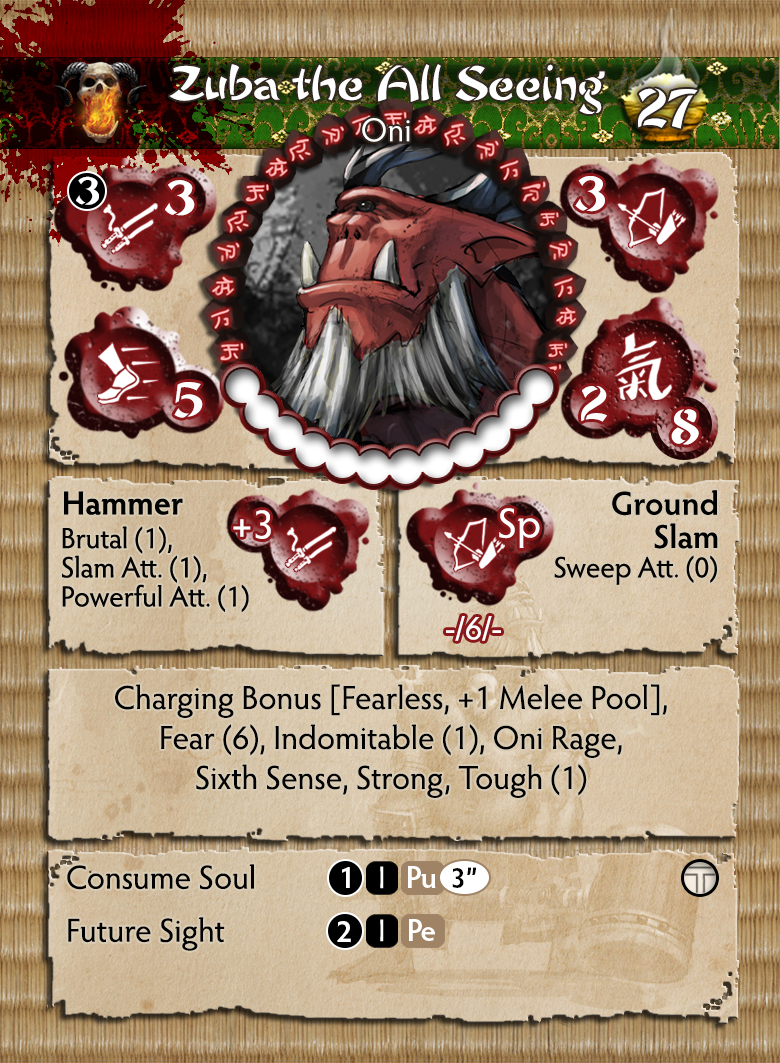 Zuba the All Seeing
27
Oni
3 3
3
5
氣
2 8
Hammer
Brutal (1),
Slam Att. (1),
Powerful Att. (1)
+3
Sp
-/6/-
Ground
Slam
Sweep Att. (0)
Charging Bonus [Fearless, +1 Melee Pool],
Fear (6), Indomitable (1), Oni Rage,
Sixth Sense, Strong, Tough (1)
Consume Soul 1 I Pu 3” T
Future Sight 2 I Pe